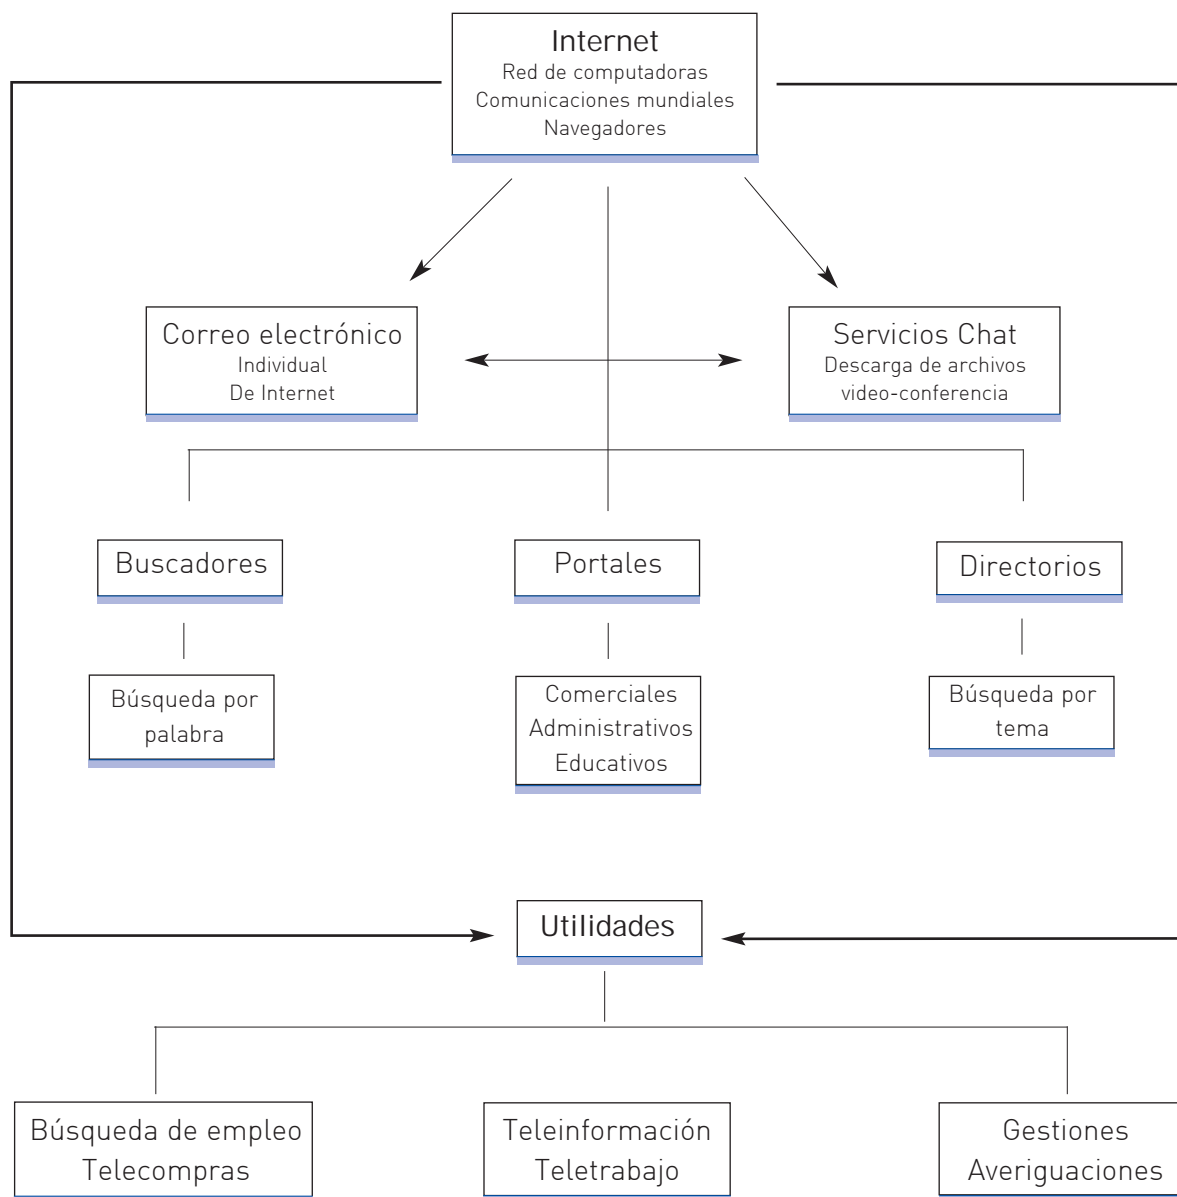 Internet
Red de computadoras
Comunicaciones mundiales
Navegadores
Correo electrónico
Individual
De Internet
Servicios Chat
Descarga de archivos
video-conferencia
Buscadores
Portales
Directorios
Búsqueda por
palabra
Comerciales
Administrativos
Educativos
Búsqueda por
tema
Utilidades
Búsqueda de empleo
Telecompras
Teleinformación
Teletrabajo
Gestiones
Averiguaciones